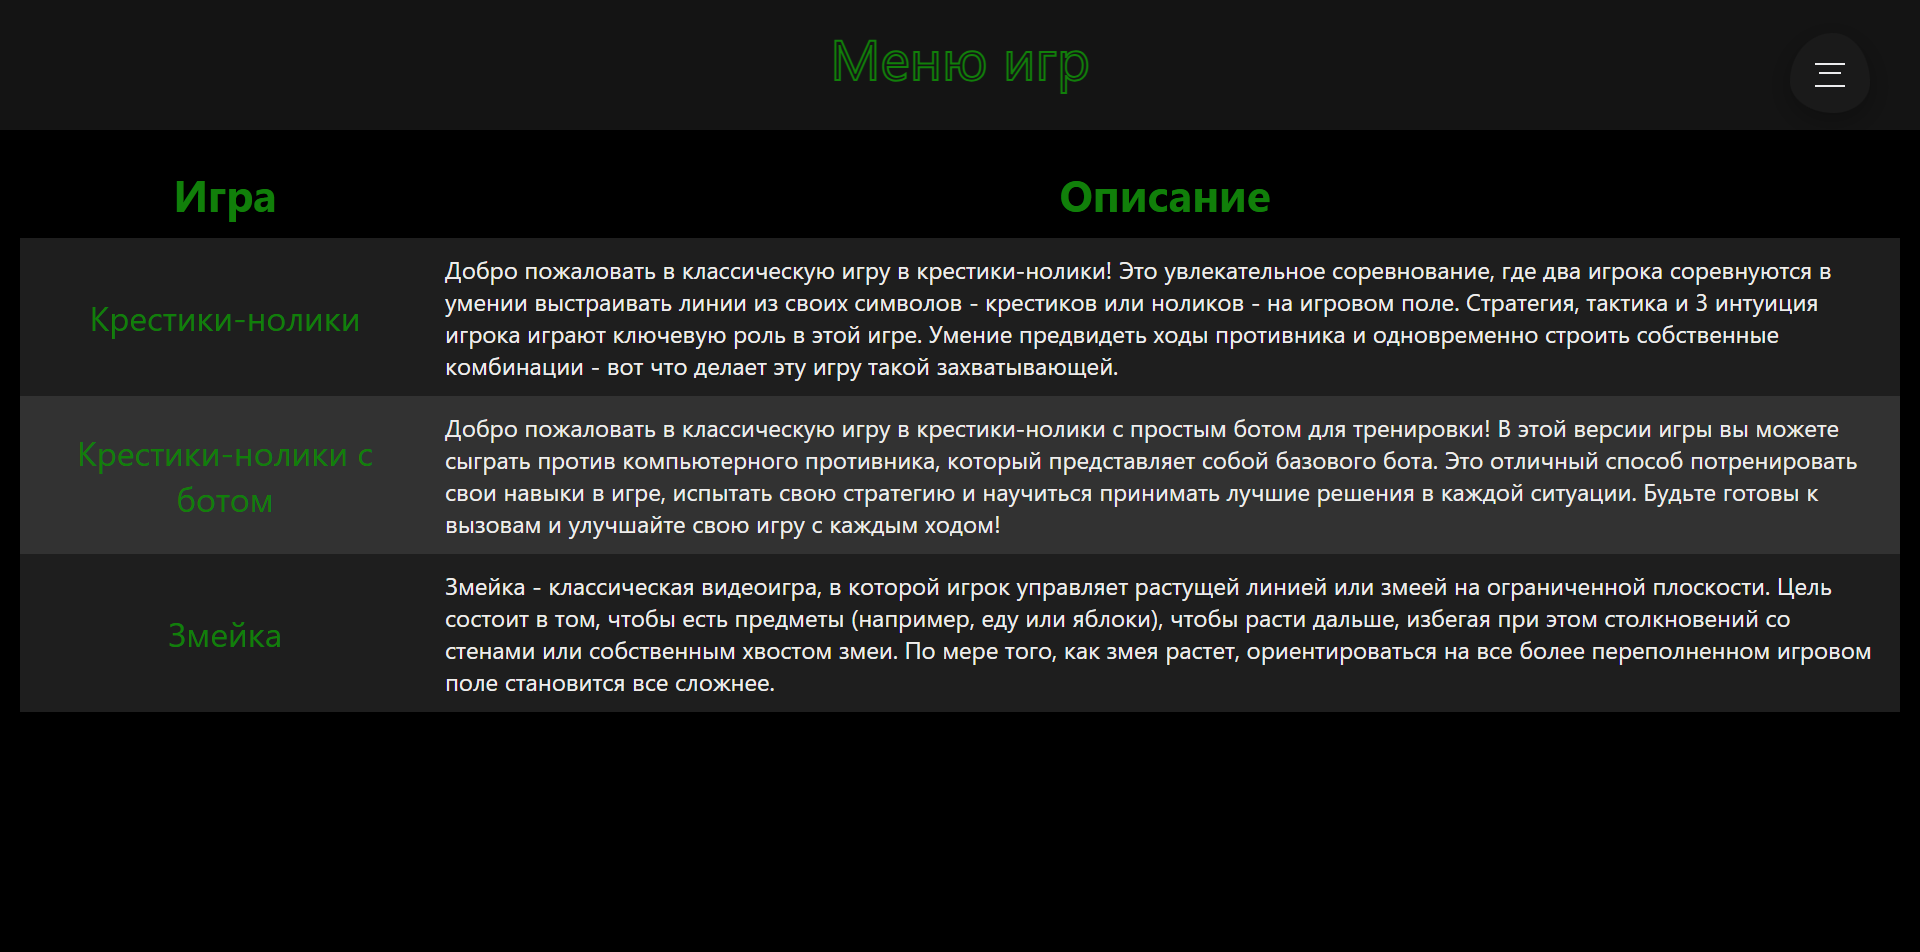 Меню игр
Игра
Описание
Крестики-нолики
Добро пожаловать в классическую игру в крестики-нолики! Это увлекательное соревнование, где два игрока соревнуются в
умении выстраивать линии из своих символов - крестиков или ноликов - на игровом поле. Стратегия, тактика и 3 интуиция
игрока играют ключевую роль в этой игре. Умение предвидеть ходы противника и одновременно строить собственные
комбинации - вот что делает эту игру такой захватывающей.
Крестики-нолики с
ботом
Добро пожаловать в классическую игру в крестики-нолики с простым ботом для тренировки! В этой версии игры вы можете
сыграть против компьютерного противника, который представляет собой базового бота. Это отличный способ потренировать
свои навыки в игре, испытать свою стратегию и научиться принимать лучшие решения в каждой ситуации. Будьте готовы к
вызовам и улучшайте свою игру с каждым ходом!
Змейка
Змейка - классическая видеоигра, в которой игрок управляет растущей линией или змеей на ограниченной плоскости. Цель
состоит в том, чтобы есть предметы (например, еду или яблоки), чтобы расти дальше, избегая при этом столкновений со
стенами или собственным хвостом змеи. По мере того, как змея растет, ориентироваться на все более переполненном игровом
поле становится все сложнее.